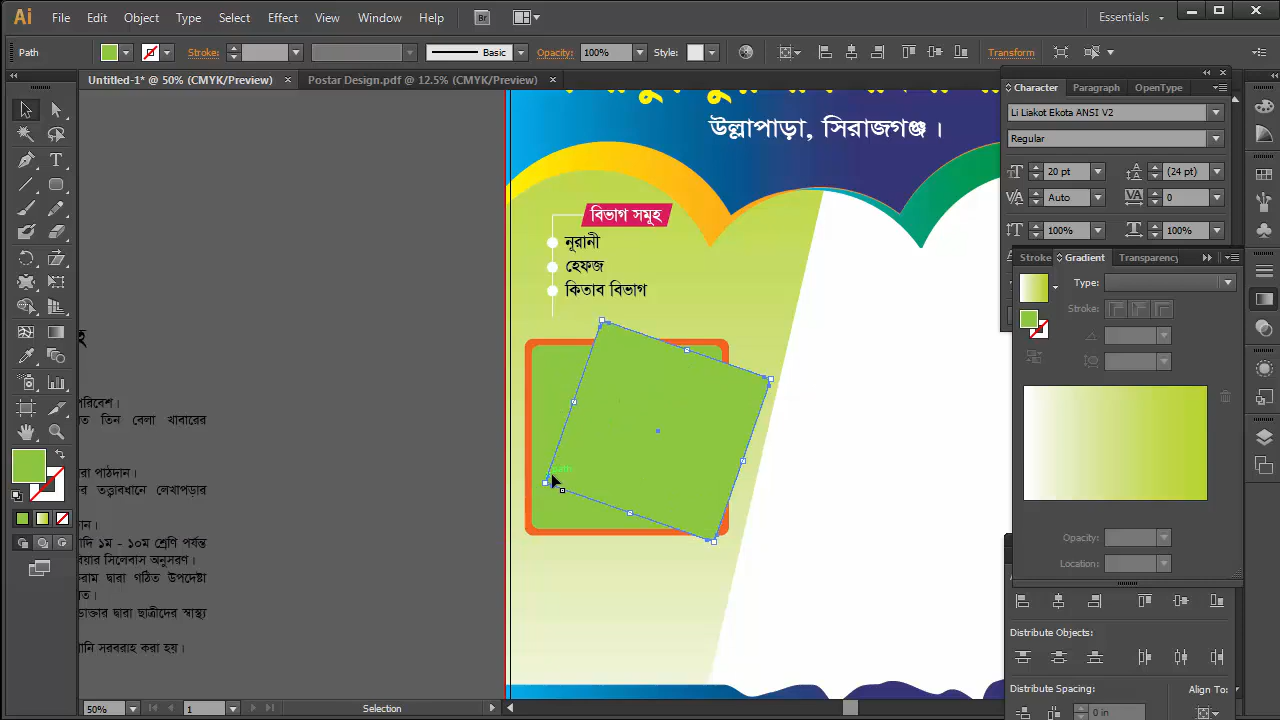 Ai File Edit Object Type Select Effect View Window Help Br Essentials
Path Stroke: Basic Opacity: 100% Style: Transform
Untitled-1* @ 50% (CMYK/Preview) × Postar Design.pdf @ 12.5% (CMYK/Preview) ×
Character Paragraph OpenType
Li Liakot Ekota ANSI V2
Regular
20 pt (24 pt)
Auto 0
100% 100%
উল্লাপাড়া, সিরাজগঞ্জ।
বিভাগ সমূহ
নূরানী
হেফজ
কিতাব বিভাগ
path
তিন বেলা খাবারের
রা পাঠদান।
তত্ত্বাবধানে লেখাপড়ার
১ম - ১০ম শ্রেণি পর্যন্ত
সিলেবাস অনুসরণ।
দ্বারা গঠিত উপদেষ্টা
দ্বারা ছাত্রীদের স্বাস্থ্য
সরবরাহ করা হয়।
Stroke Gradient Transparency
Type:
Stroke:
Opacity:
Location:
Distribute Objects:
Distribute Spacing: Align To:
0 in
50% 1 Selection